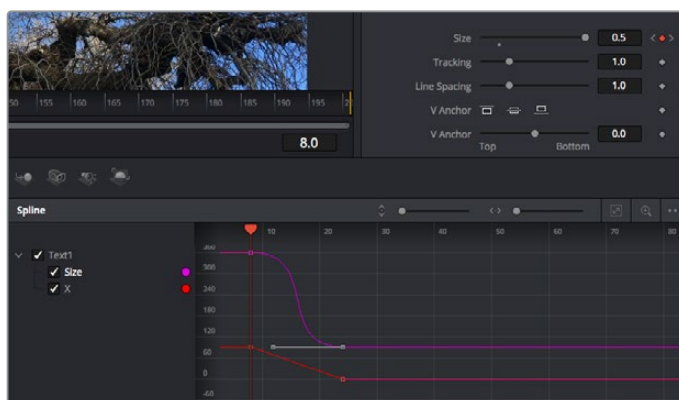 Size 0.5
Tracking 1.0
Line Spacing 1.0
V Anchor
V Anchor 0.0
Top Bottom
50 155 160 165 170 175 180 185 190 195
8.0
Spline
10 20 30 40 50 60 70 80
Text1
Size
X
360
300
240
180
120
60
0
-60